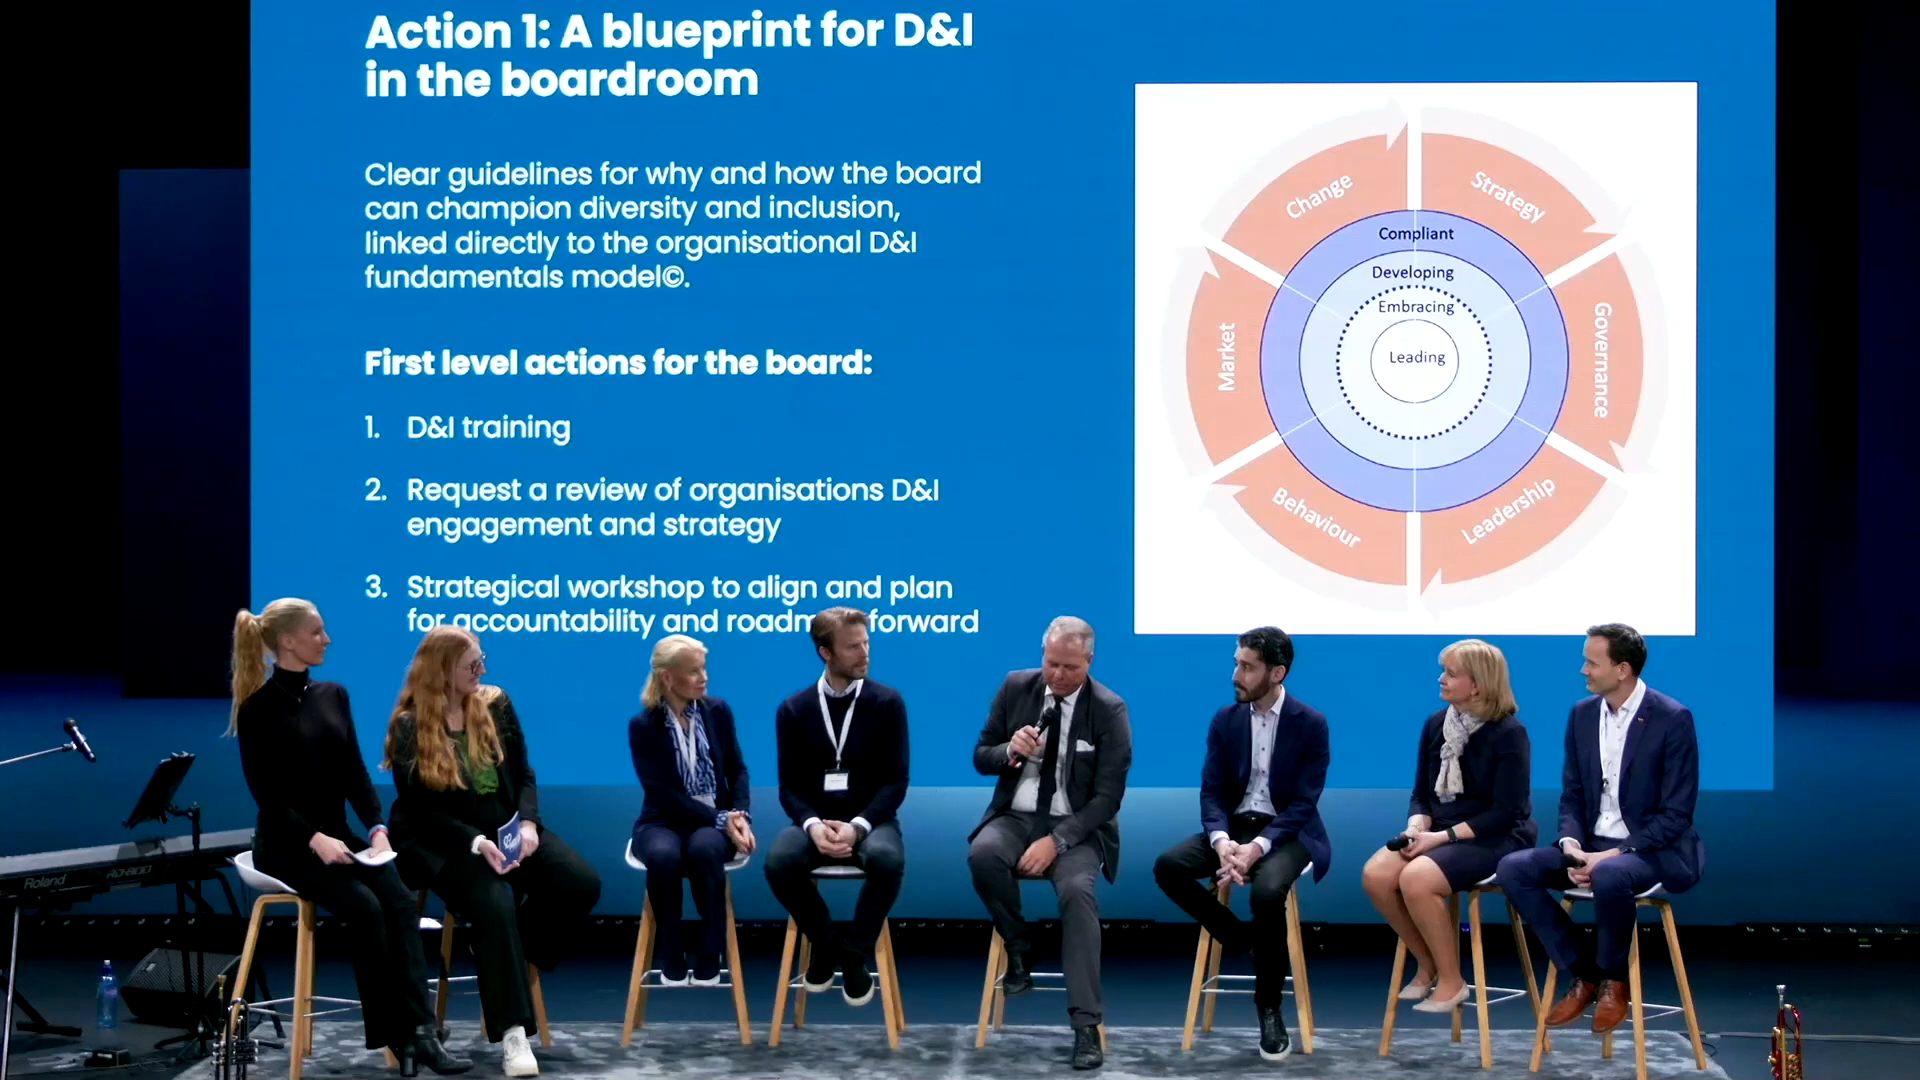 Action 1: A blueprint for D&I
in the boardroom
Clear guidelines for why and how the board
can champion diversity and inclusion,
linked directly to the organisational D&I
fundamentals model©.
First level actions for the board:
1. D&I training
2. Request a review of organisations D&I
engagement and strategy
3. Strategical workshop to align and plan
for accountability and forward
Change
Strategy
Governance
Leadership
Behaviour
Market
Compliant
Developing
Embracing
Leading
Roland